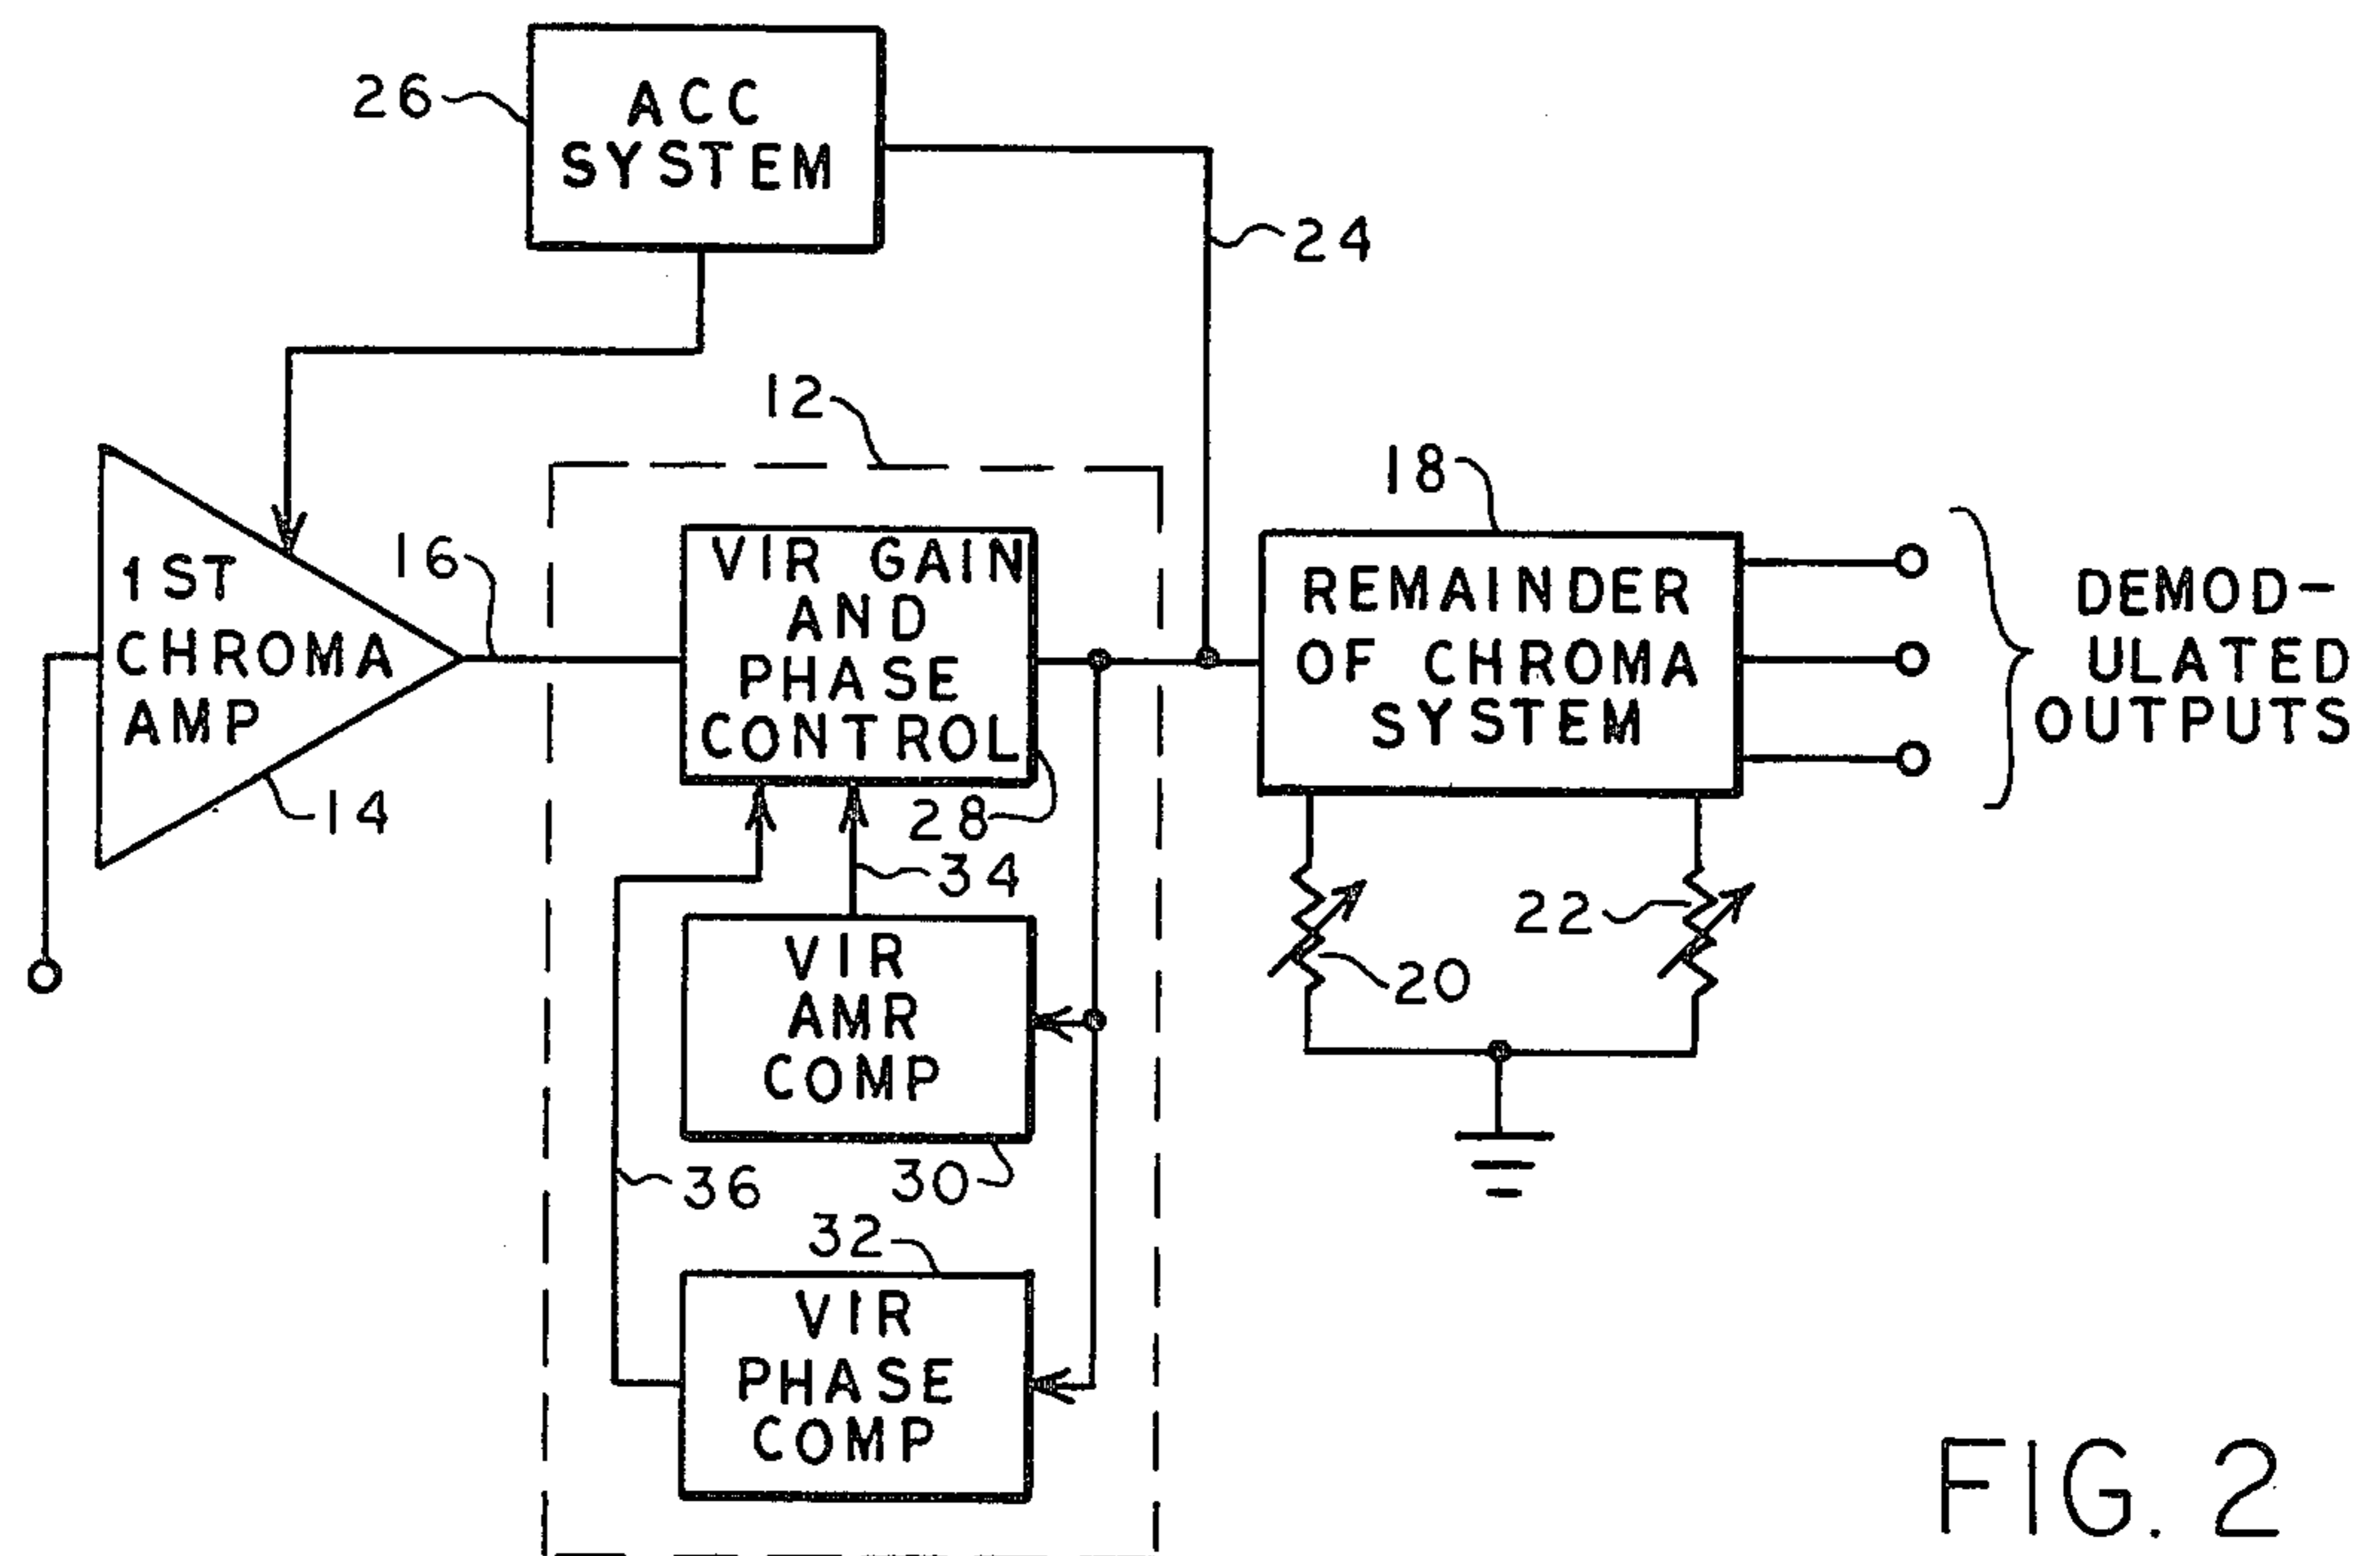 26
ACC
SYSTEM
24
12
18
16
1ST
CHROMA
AMP
14
VIR GAIN
AND
PHASE
CONTROL
28
34
REMAINDER
OF CHROMA
SYSTEM
DEMOD-
ULATED
OUTPUTS
22
20
VIR
AMR
COMP
30
36
32
VIR
PHASE
COMP
FIG. 2